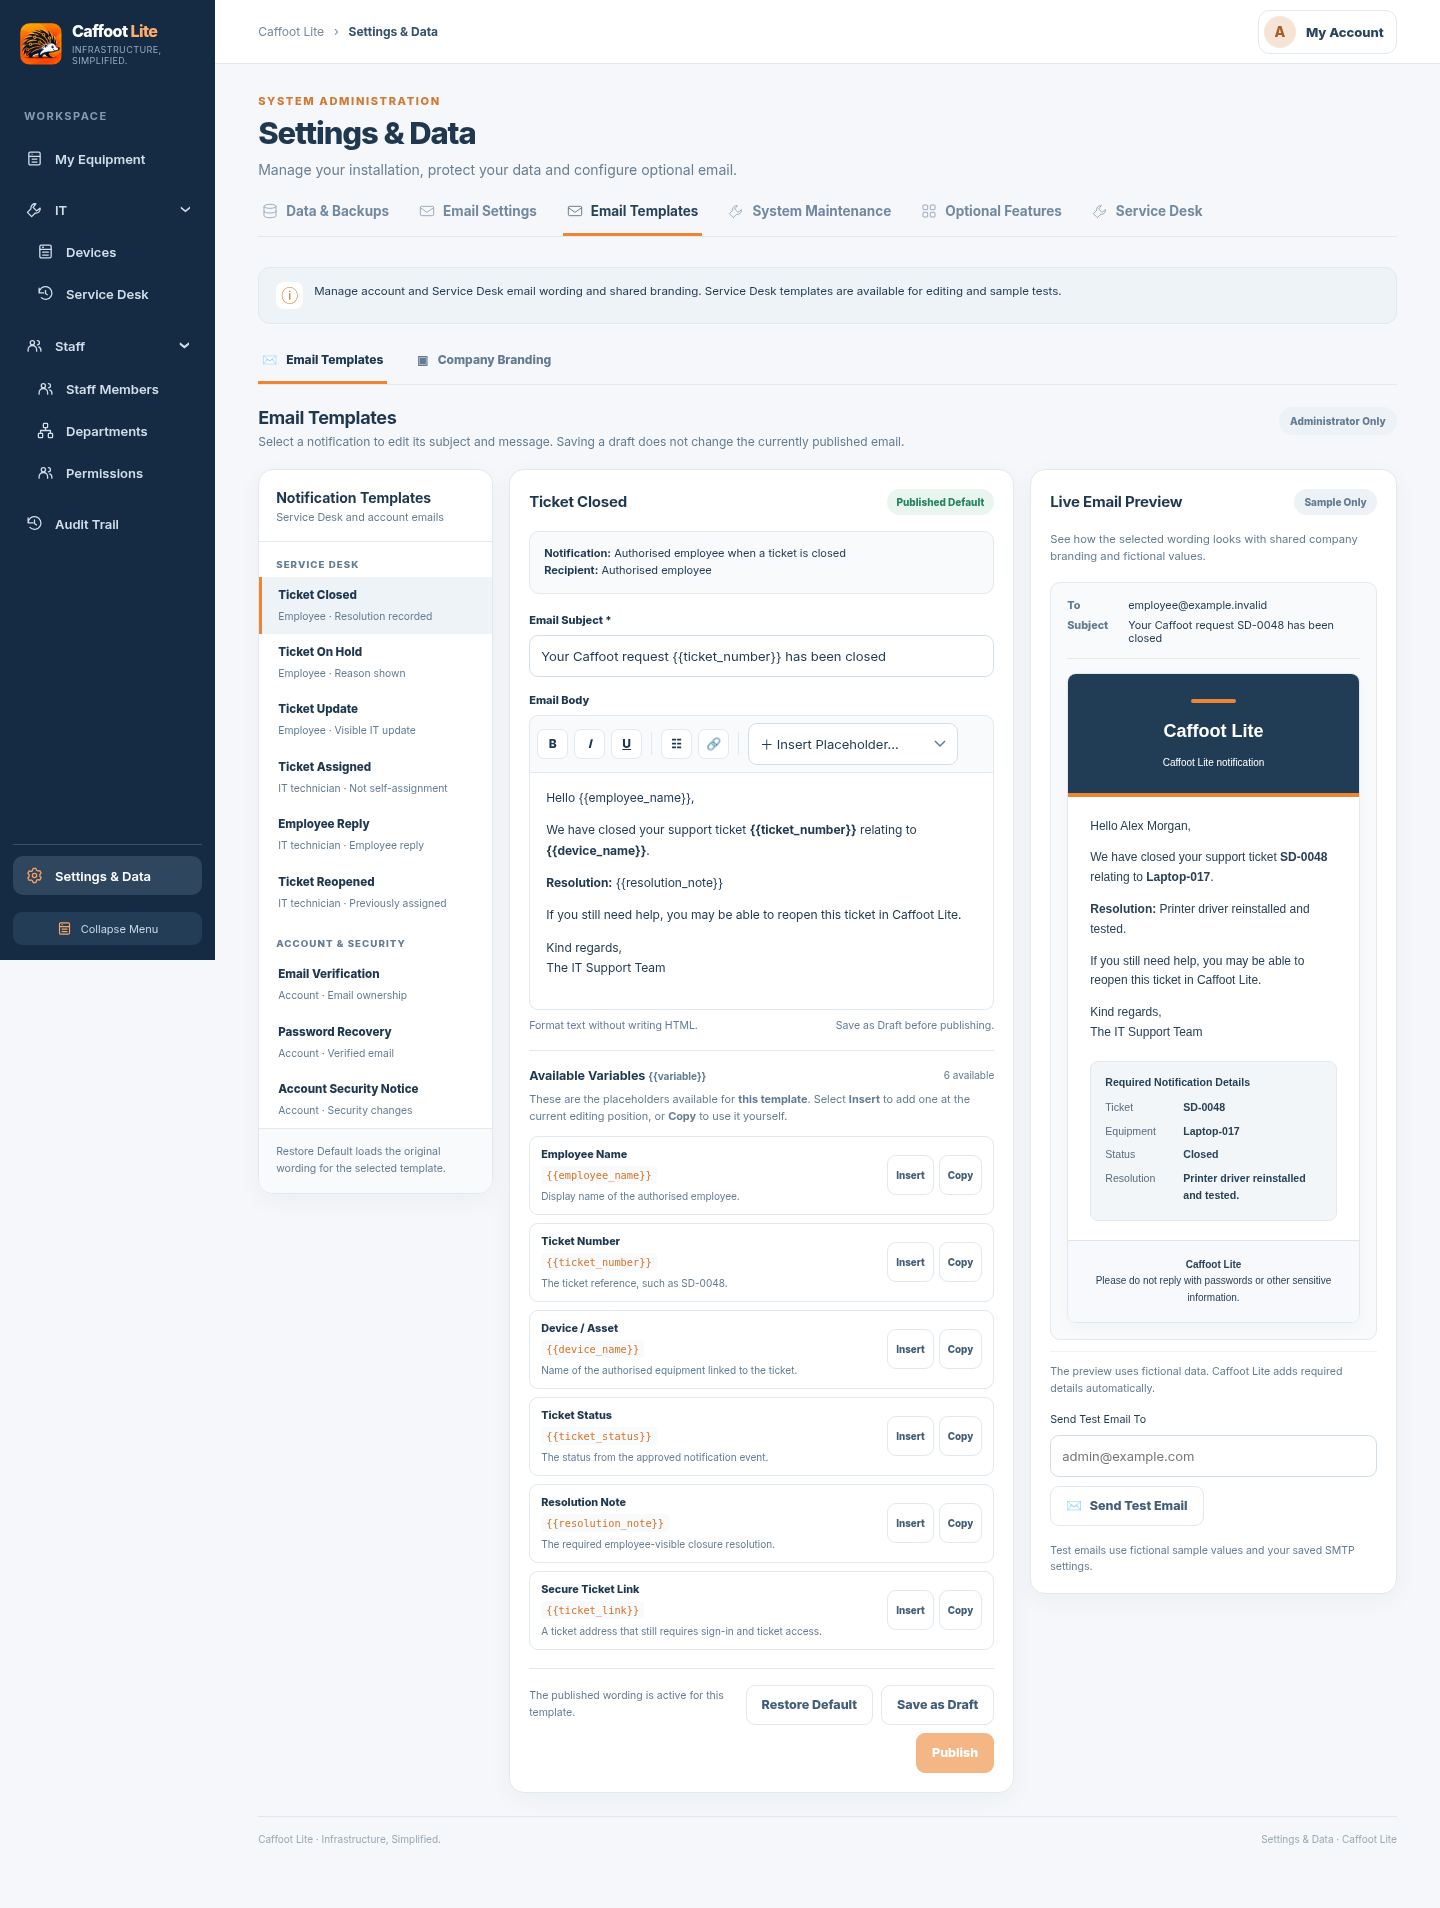 Caffoot Lite
INFRASTRUCTURE,
SIMPLIFIED.
WORKSPACE
My Equipment
IT
Devices
Service Desk
Staff
Staff Members
Departments
Permissions
Audit Trail
Settings & Data
Collapse Menu
Caffoot Lite › Settings & Data
A My Account
SYSTEM ADMINISTRATION
Settings & Data
Manage your installation, protect your data and configure optional email.
Data & Backups Email Settings Email Templates System Maintenance Optional Features Service Desk
Manage account and Service Desk email wording and shared branding. Service Desk templates are available for editing and sample tests.
Email Templates Company Branding
Email Templates
Administrator Only
Select a notification to edit its subject and message. Saving a draft does not change the currently published email.
Notification Templates
Service Desk and account emails
SERVICE DESK
Ticket Closed
Employee · Resolution recorded
Ticket On Hold
Employee · Reason shown
Ticket Update
Employee · Visible IT update
Ticket Assigned
IT technician · Not self-assignment
Employee Reply
IT technician · Employee reply
Ticket Reopened
IT technician · Previously assigned
ACCOUNT & SECURITY
Email Verification
Account · Email ownership
Password Recovery
Account · Verified email
Account Security Notice
Account · Security changes
Restore Default loads the original
wording for the selected template.
Ticket Closed
Published Default
Notification: Authorised employee when a ticket is closed
Recipient: Authorised employee
Email Subject *
Your Caffoot request {{ticket_number}} has been closed
Email Body
B I U + Insert Placeholder...
Hello {{employee_name}},
We have closed your support ticket {{ticket_number}} relating to
{{device_name}}.
Resolution: {{resolution_note}}
If you still need help, you may be able to reopen this ticket in Caffoot Lite.
Kind regards,
The IT Support Team
Format text without writing HTML.
Save as Draft before publishing.
Available Variables {{variable}}
6 available
These are the placeholders available for this template. Select Insert to add one at the
current editing position, or Copy to use it yourself.
Employee Name
{{employee_name}}
Display name of the authorised employee.
Insert Copy
Ticket Number
{{ticket_number}}
The ticket reference, such as SD-0048.
Insert Copy
Device / Asset
{{device_name}}
Name of the authorised equipment linked to the ticket.
Insert Copy
Ticket Status
{{ticket_status}}
The status from the approved notification event.
Insert Copy
Resolution Note
{{resolution_note}}
The required employee-visible closure resolution.
Insert Copy
Secure Ticket Link
{{ticket_link}}
A ticket address that still requires sign-in and ticket access.
Insert Copy
The published wording is active for this
template.
Restore Default Save as Draft
Publish
Live Email Preview
Sample Only
See how the selected wording looks with shared company
branding and fictional values.
To employee@example.invalid
Subject Your Caffoot request SD-0048 has been
closed
Caffoot Lite
Caffoot Lite notification
Hello Alex Morgan,
We have closed your support ticket SD-0048
relating to Laptop-017.
Resolution: Printer driver reinstalled and
tested.
If you still need help, you may be able to
reopen this ticket in Caffoot Lite.
Kind regards,
The IT Support Team
Required Notification Details
Ticket SD-0048
Equipment Laptop-017
Status Closed
Resolution Printer driver reinstalled
and tested.
Caffoot Lite
Please do not reply with passwords or other sensitive
information.
The preview uses fictional data. Caffoot Lite adds required
details automatically.
Send Test Email To
admin@example.com
Send Test Email
Test emails use fictional sample values and your saved SMTP
settings.
Caffoot Lite · Infrastructure, Simplified.
Settings & Data · Caffoot Lite